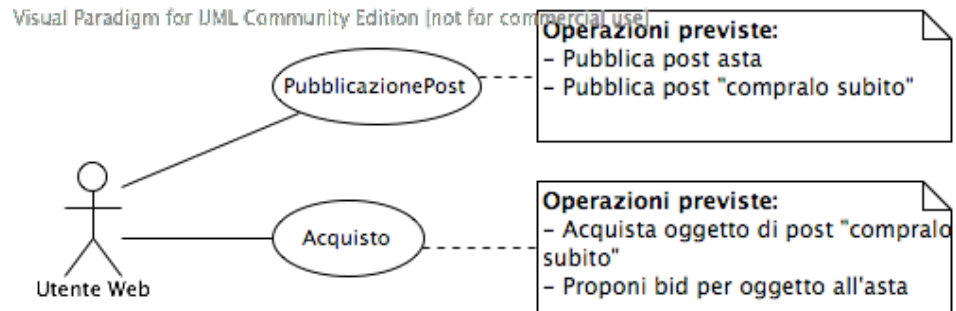 Visual Paradigm for UML Community Edition [not for commercial use]
Operazioni previste:
– Pubblica post asta
– Pubblica post "compralo subito"
PubblicazionePost
Operazioni previste:
– Acquista oggetto di post "compralo
subito"
– Proponi bid per oggetto all'asta
Acquisto
Utente Web